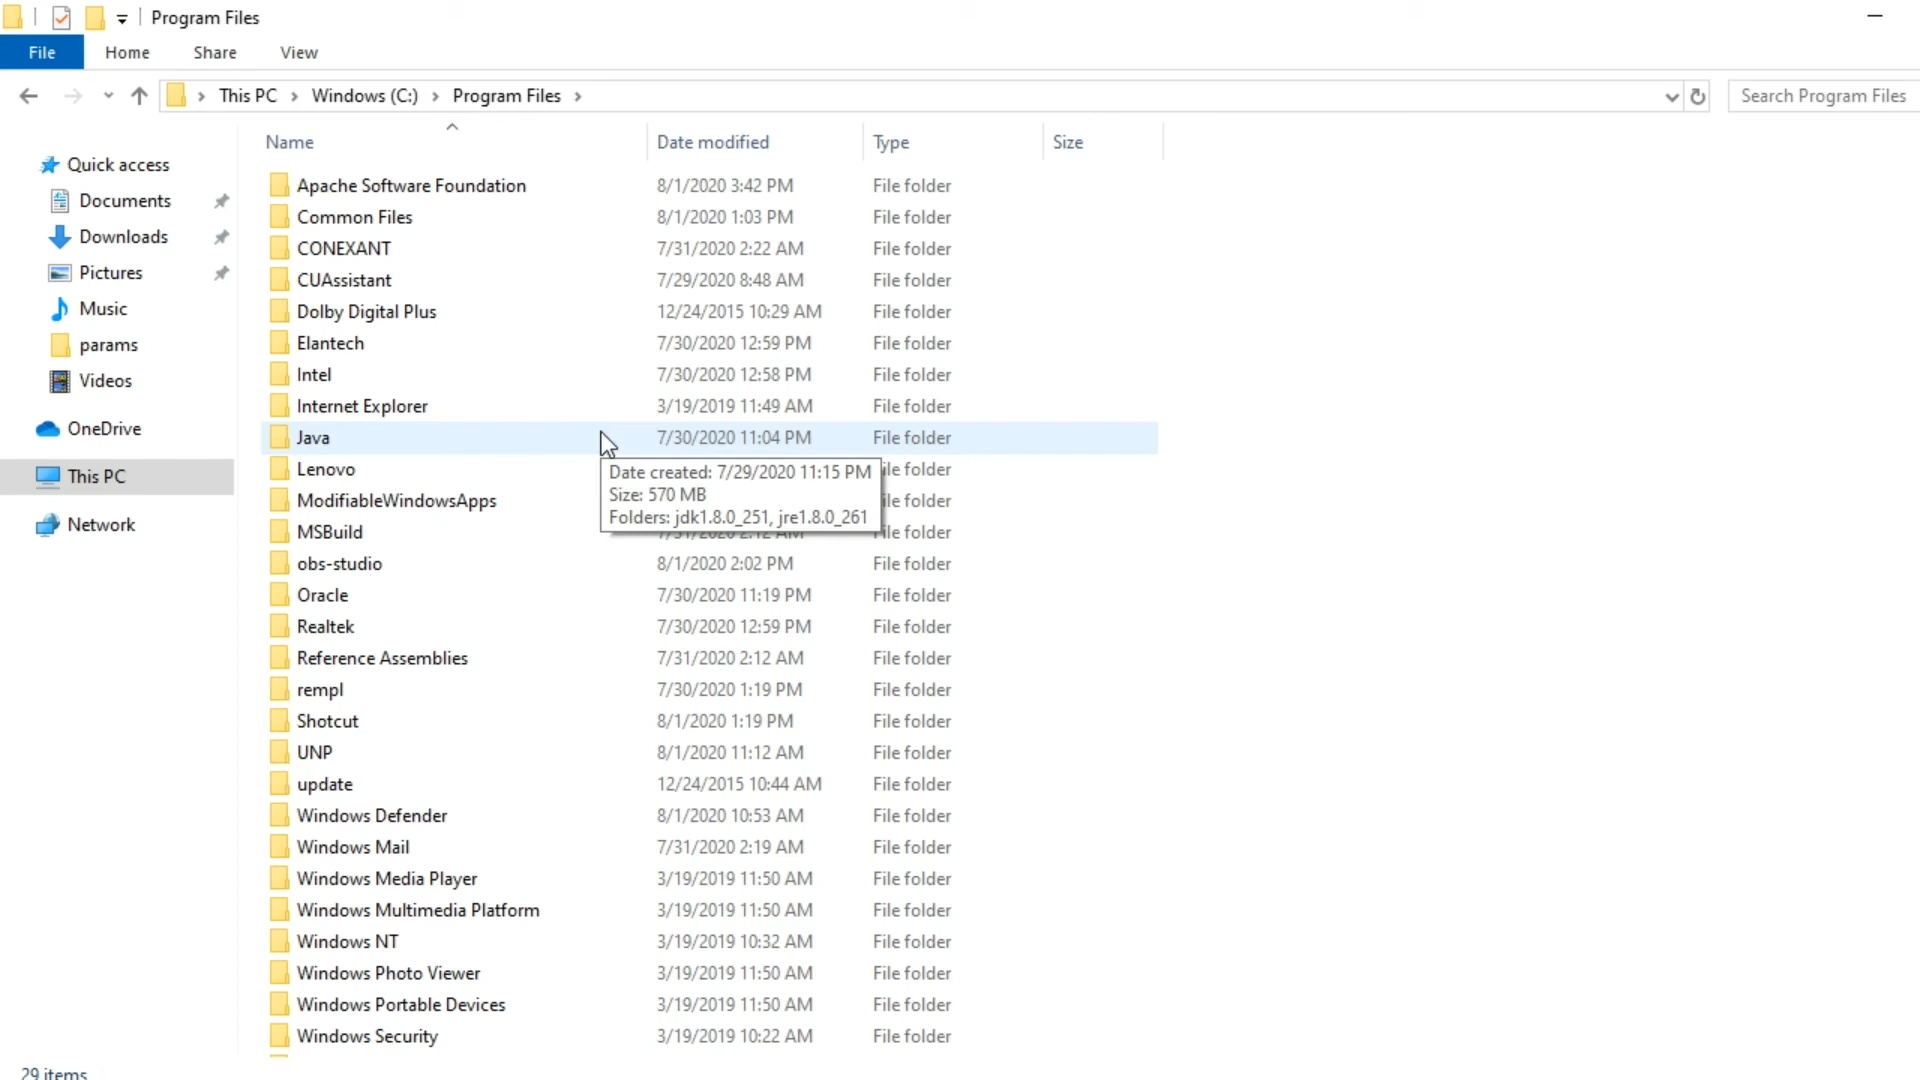 Program Files
File Home Share View
This PC Windows (C:) Program Files
Search Program Files
Name Date modified Type Size
Quick access
Documents
Downloads
Pictures
Music
params
Videos
OneDrive
This PC
Network
Apache Software Foundation 8/1/2020 3:42 PM File folder
Common Files 8/1/2020 1:03 PM File folder
CONEXANT 7/31/2020 2:22 AM File folder
CUAssistant 7/29/2020 8:48 AM File folder
Dolby Digital Plus 12/24/2015 10:29 AM File folder
Elantech 7/30/2020 12:59 PM File folder
Intel 7/30/2020 12:58 PM File folder
Internet Explorer 3/19/2019 11:49 AM File folder
Java 7/30/2020 11:04 PM File folder
Lenovo
ModifiableWindowsApps
MSBuild 7/31/2020 2:12 AM
Date created: 7/29/2020 11:15 PM
Size: 570 MB
Folders: jdk1.8.0_251, jre1.8.0_261
obs-studio 8/1/2020 2:02 PM File folder
Oracle 7/30/2020 11:19 PM File folder
Realtek 7/30/2020 12:59 PM File folder
Reference Assemblies 7/31/2020 2:12 AM File folder
rempl 7/30/2020 1:19 PM File folder
Shotcut 8/1/2020 1:19 PM File folder
UNP 8/1/2020 11:12 AM File folder
update 12/24/2015 10:44 AM File folder
Windows Defender 8/1/2020 10:53 AM File folder
Windows Mail 7/31/2020 2:19 AM File folder
Windows Media Player 3/19/2019 11:50 AM File folder
Windows Multimedia Platform 3/19/2019 11:50 AM File folder
Windows NT 3/19/2019 10:32 AM File folder
Windows Photo Viewer 3/19/2019 11:50 AM File folder
Windows Portable Devices 3/19/2019 11:50 AM File folder
Windows Security 3/19/2019 10:22 AM File folder
29 items